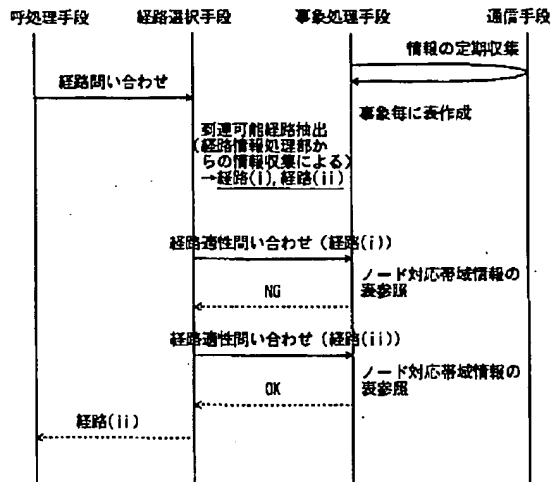 呼処理手段 経路選択手段 事象処理手段 通信手段
情報の定期収集
経路問い合わせ
事象毎に表作成
到達可能経路抽出
(経路情報処理部か
らの情報収集による)
→経路(i),経路(ii)
経路適性問い合わせ(経路(i))
NG
ノード対応帯域情報の
表参照
経路適性問い合わせ(経路(ii))
OK
ノード対応帯域情報の
表参照
経路(ii)